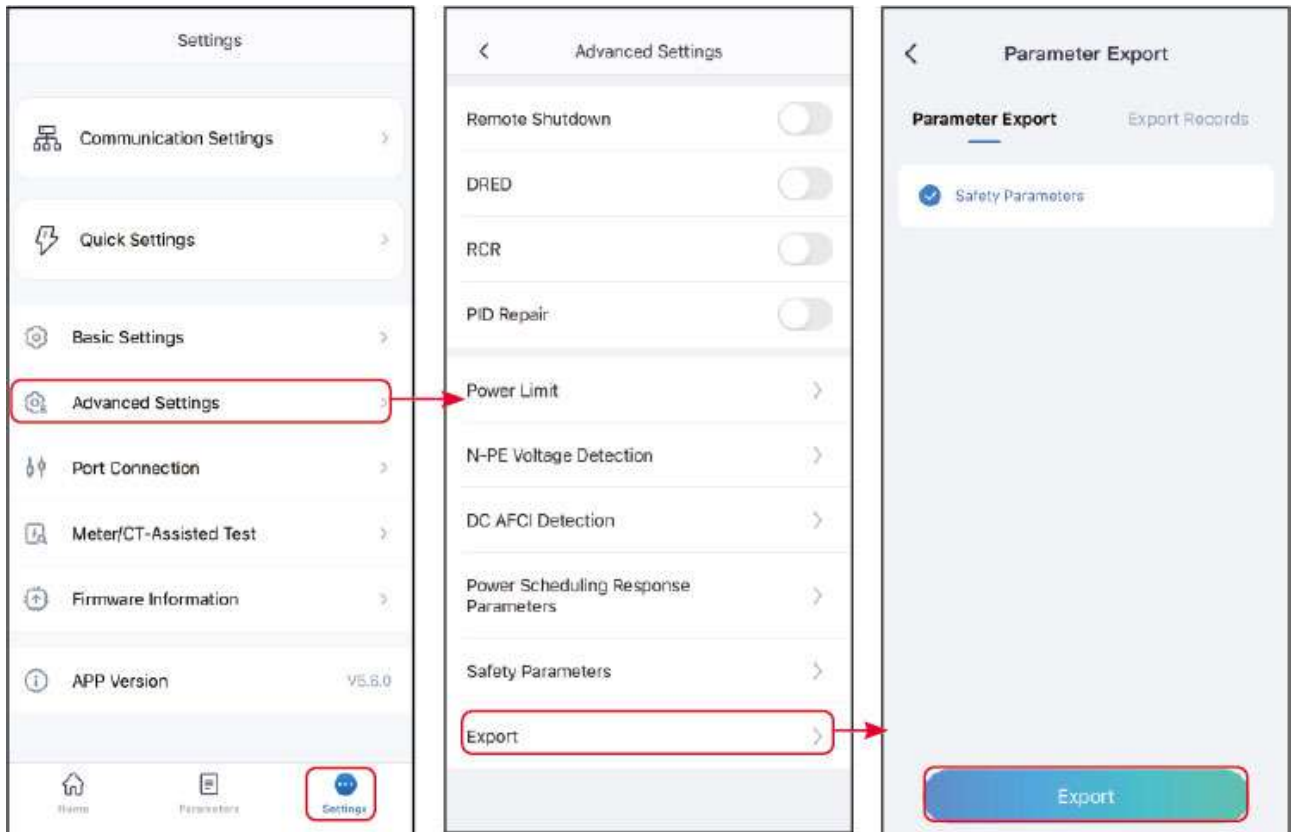 Settings
Communication Settings
Quick Settings
Basic Settings
Advanced Settings
Port Connection
Meter/CT-Assisted Test
Firmware Information
APP Version V5.6.0
Home
Parameters
Settings
Advanced Settings
Remote Shutdown
DRED
RCR
PID Repair
Power Limit
N-PE Voltage Detection
DC AFCI Detection
Power Scheduling Response
Parameters
Safety Parameters
Export
Parameter Export
Parameter Export Export Records
Safety Parameters
Export